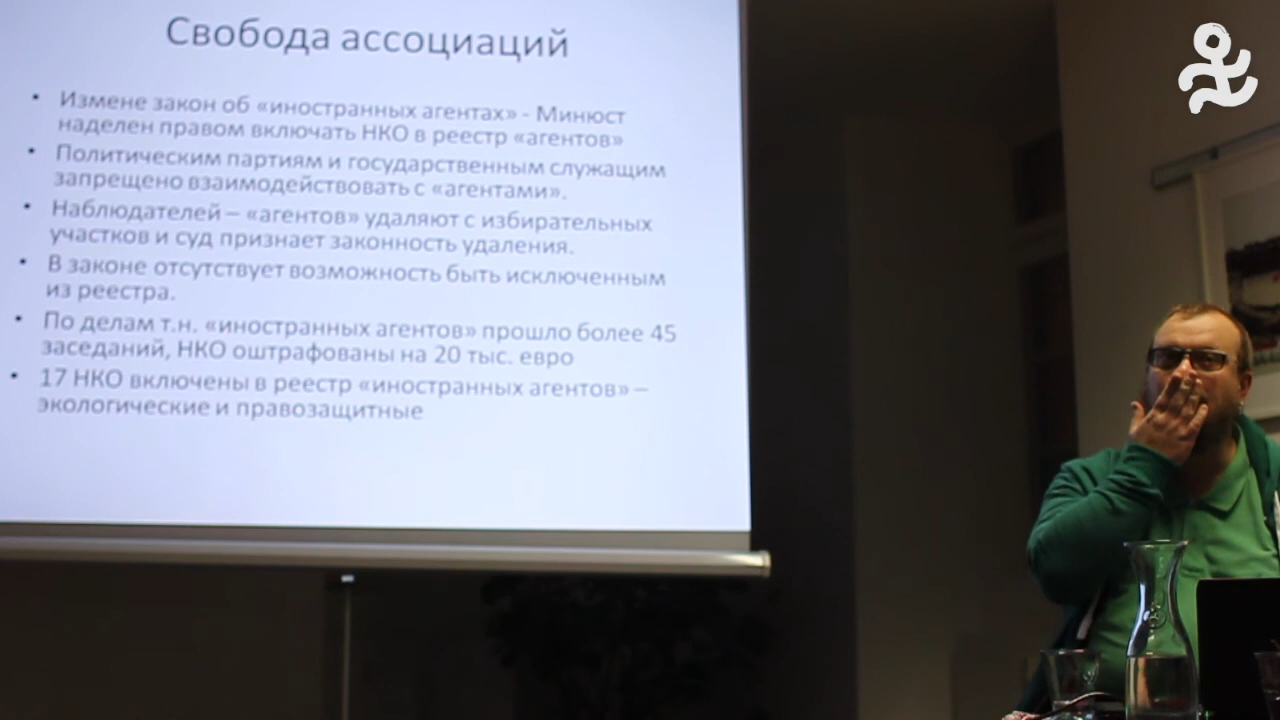 Свобода ассоциаций
• Измене закон об «иностранных агентах» - Минюст
наделен правом включать НКО в реестр «агентов»
• Политическим партиям и государственным служащим
запрещено взаимодействовать с «агентами».
• Наблюдателей – «агентов» удаляют с избирательных
участков и суд признает законность удаления.
• В законе отсутствует возможность быть исключенным
из реестра.
• По делам т.н. «иностранных агентов» прошло более 45
заседаний, НКО оштрафованы на 20 тыс. евро
• 17 НКО включены в реестр «иностранных агентов» –
экологические и правозащитные